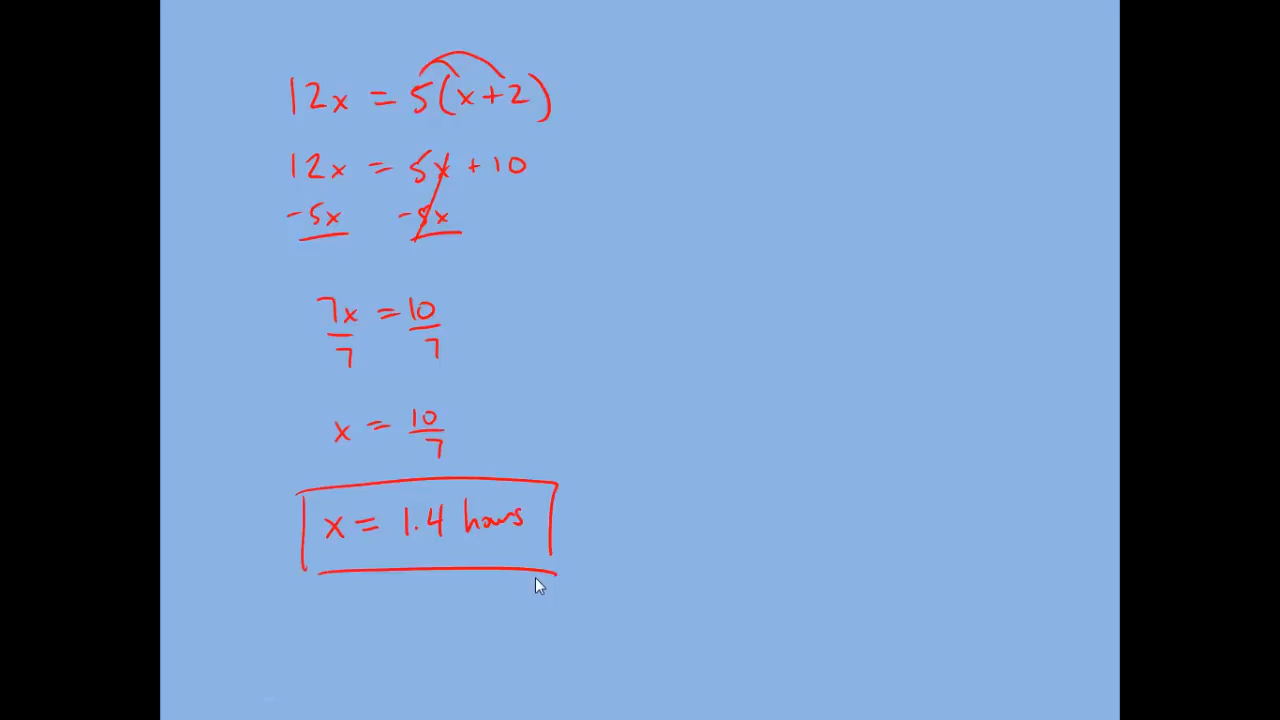 12x = 5(x+2)
12x = 5x + 10
-5x -5x
7x = 10
7 7
x = 10
7
x = 1.4 hours